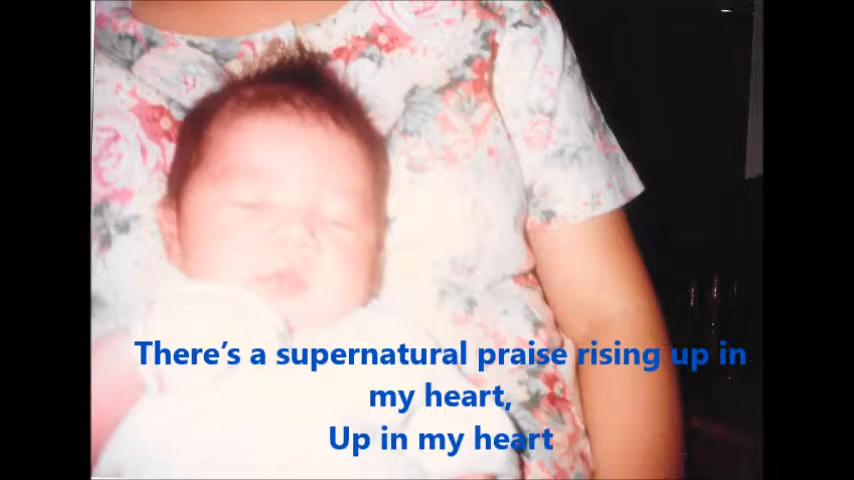 There’s a supernatural praise rising up in
my heart,
Up in my heart